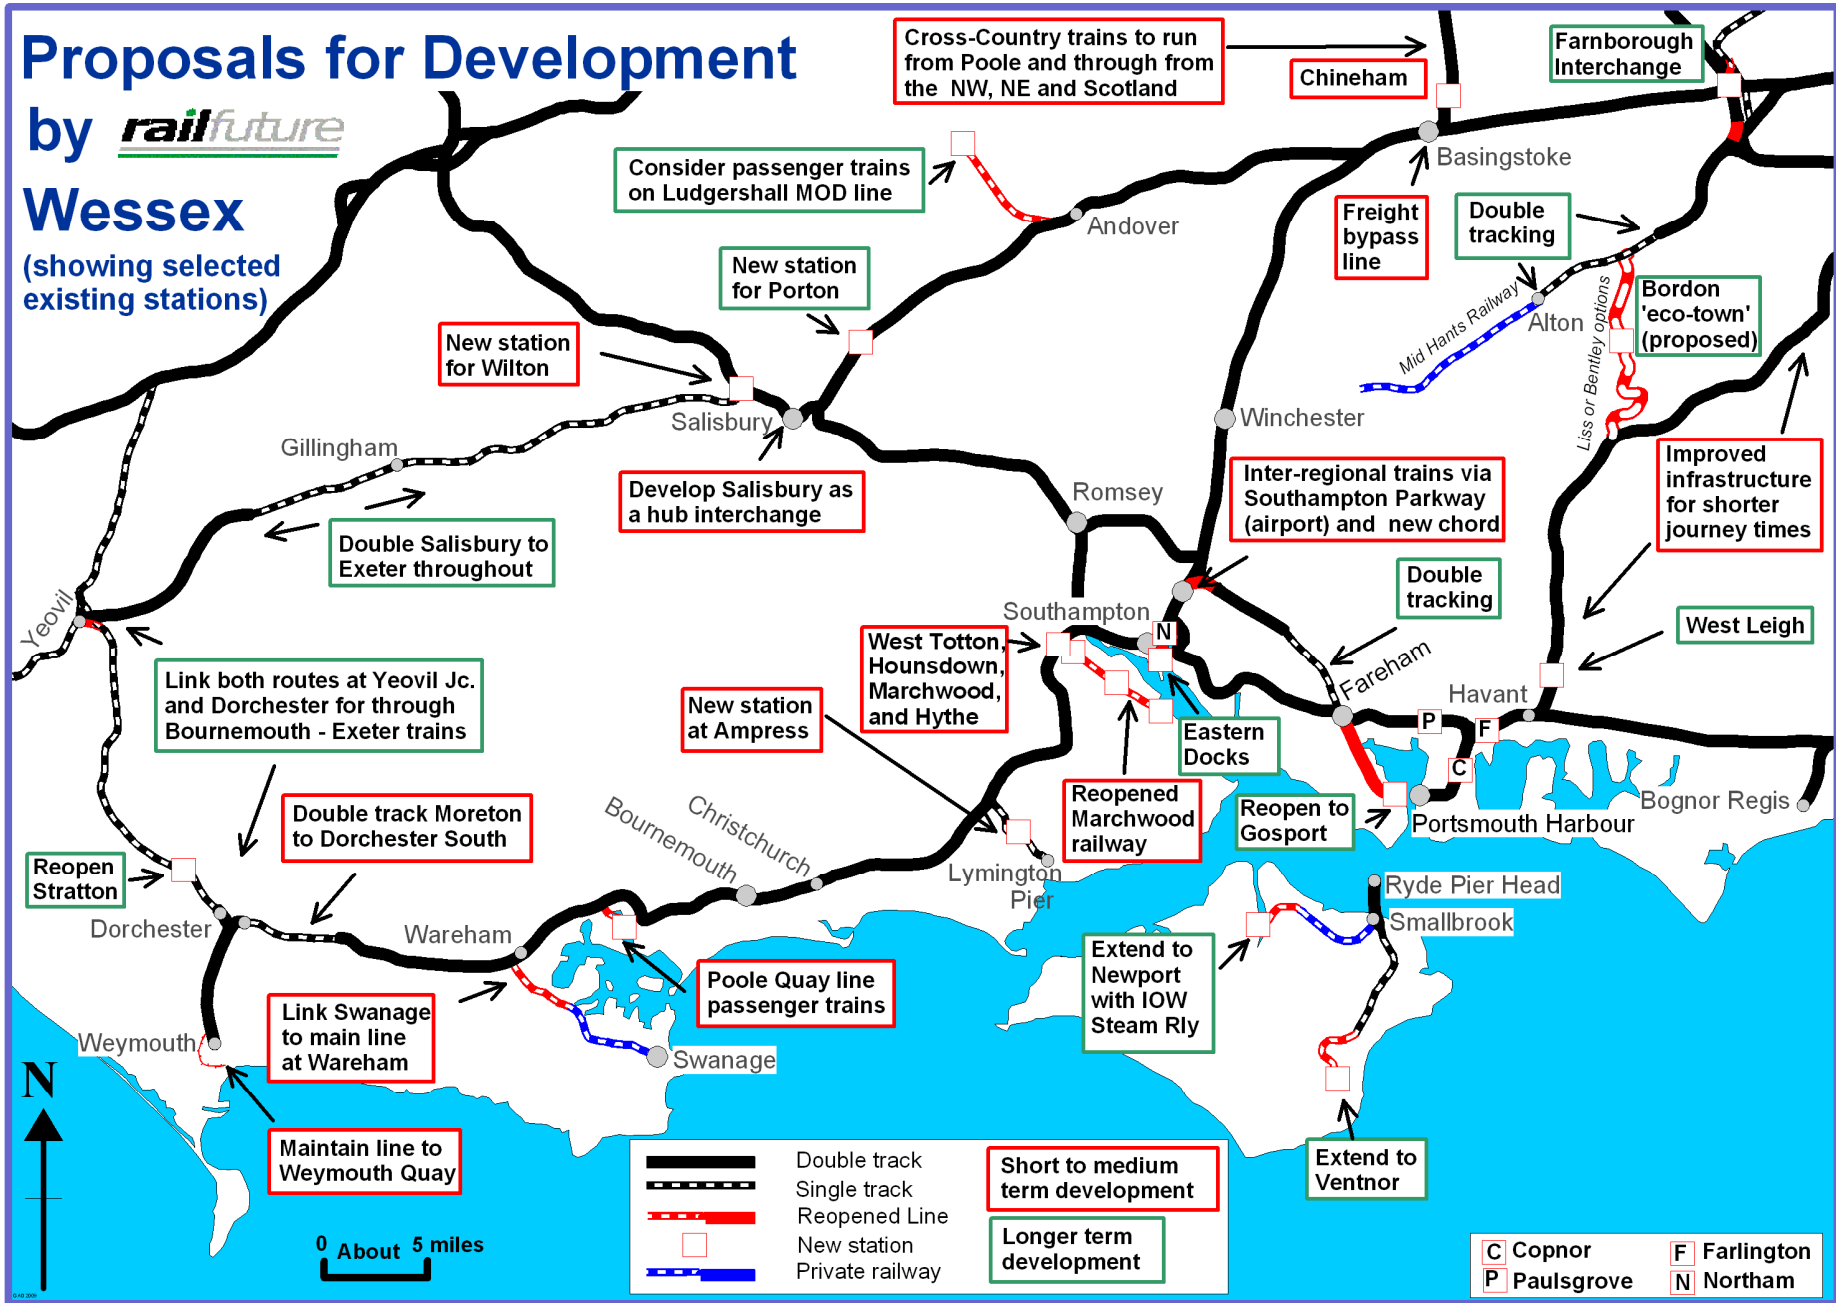 Proposals for Development
by railfuture
Wessex
(showing selected
existing stations)
Cross-Country trains to run
from Poole and through from
the NW, NE and Scotland
Chineham
Farnborough
Interchange
Basingstoke
Consider passenger trains
on Ludgershall MOD line
Andover
Freight
bypass
line
Double
tracking
New station
for Porton
Mid Hants Railway
Alton
Liss or Bentley options
Bordon
'eco-town'
(proposed)
New station
for Wilton
Salisbury
Winchester
Gillingham
Develop Salisbury as
a hub interchange
Romsey
Inter-regional trains via
Southampton Parkway
(airport) and new chord
Improved
infrastructure
for shorter
journey times
Double Salisbury to
Exeter throughout
Double
tracking
Yeovil
Southampton
N
West Leigh
West Totton,
Hounsdown,
Marchwood,
and Hythe
Fareham
Havant
Link both routes at Yeovil Jc.
and Dorchester for through
Bournemouth - Exeter trains
New station
at Ampress
P
F
C
Eastern
Docks
Reopened
Marchwood
railway
Reopen to
Gosport
Portsmouth Harbour
Bognor Regis
Double track Moreton
to Dorchester South
Christchurch
Bournemouth
Lymington
Pier
Reopen
Stratton
Ryde Pier Head
Smallbrook
Dorchester
Wareham
Extend to
Newport
with IOW
Steam Rly
Poole Quay line
passenger trains
Link Swanage
to main line
at Wareham
Weymouth
Swanage
N
Maintain line to
Weymouth Quay
Extend to
Ventnor
0 About 5 miles
Double track
Single track
Reopened Line
New station
Private railway
Short to medium
term development
Longer term
development
C Copnor
P Paulsgrove
F Farlington
N Northam